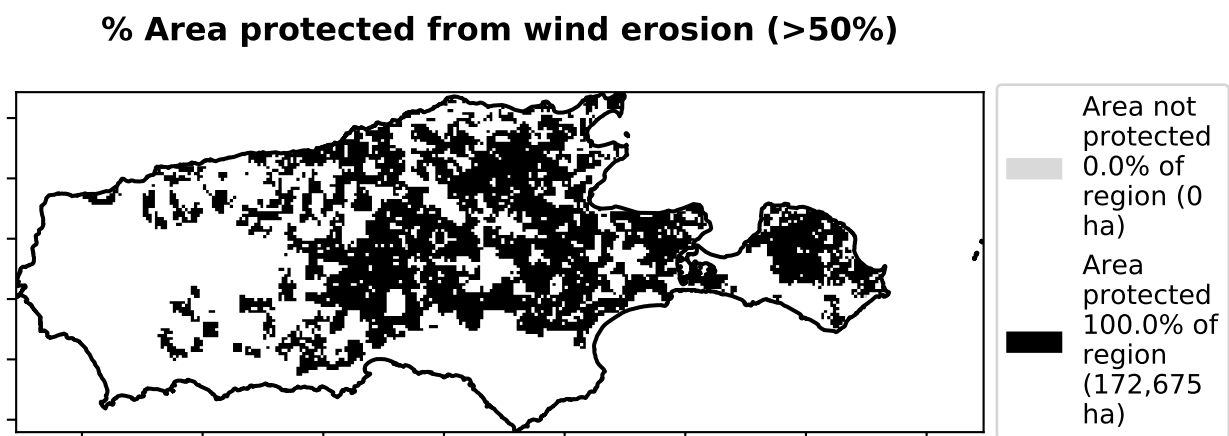 % Area protected from wind erosion (>50%)
Area not
protected
0.0% of
region (0
ha)
Area
protected
100.0% of
region
(172,675
ha)